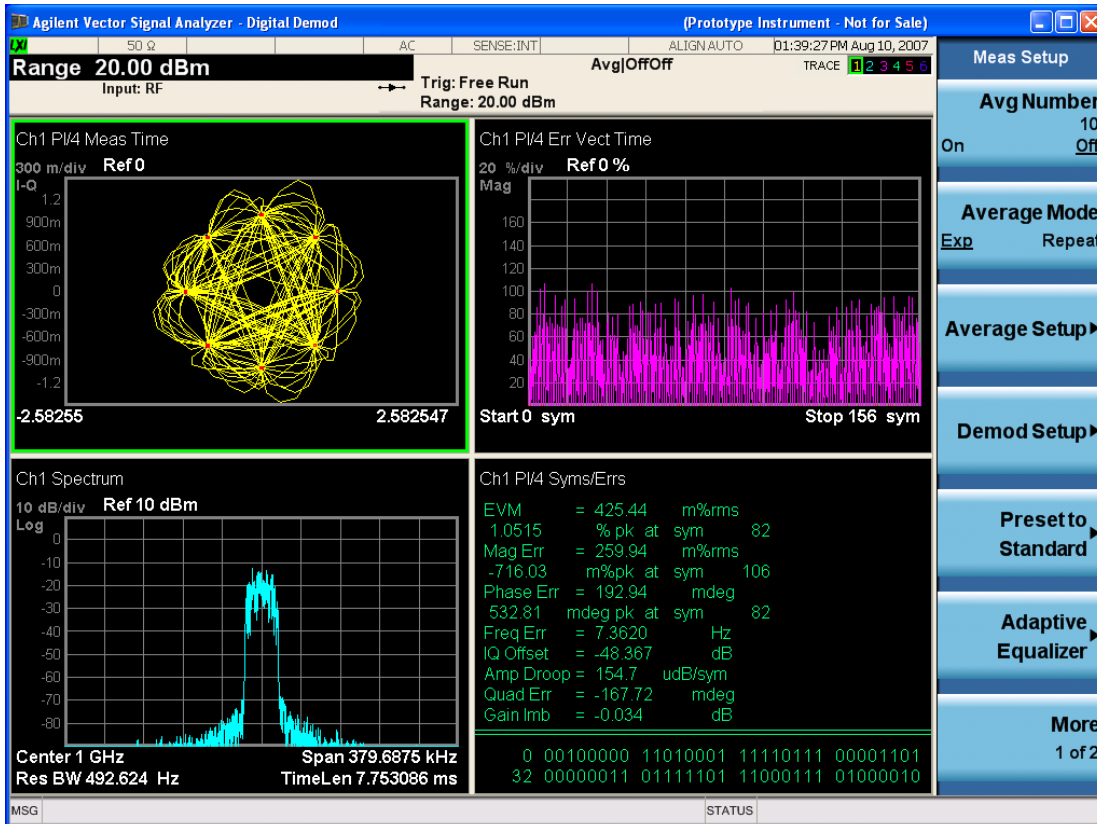 Agilent Vector Signal Analyzer - Digital Demod (Prototype Instrument - Not for Sale)
LXI 50 Ω AC SENSE:INT ALIGN AUTO 01:39:27 PM Aug 10, 2007
Range 20.00 dBm
Input: RF
Trig: Free Run
Range: 20.00 dBm
Avg|OffOff
TRACE 1 2 3 4 5 6
Ch1 PI/4 Meas Time
300 m/div Ref 0
I-Q
1.2
900m
600m
300m
0
-300m
-600m
-900m
-1.2
-2.58255 2.582547
Ch1 PI/4 Err Vect Time
20 %/div Ref 0 %
Mag
160
140
120
100
80
60
40
20
Start 0 sym Stop 156 sym
Ch1 Spectrum
10 dB/div Ref 10 dBm
Log
0
-10
-20
-30
-40
-50
-60
-70
-80
Center 1 GHz Span 379.6875 kHz
Res BW 492.624 Hz TimeLen 7.753086 ms
Ch1 PI/4 Syms/Errs
EVM = 425.44 m%rms
1.0515 % pk at sym 82
Mag Err = 259.94 m%rms
-716.03 m%pk at sym 106
Phase Err = 192.94 mdeg
532.81 mdeg pk at sym 82
Freq Err = 7.3620 Hz
IQ Offset = -48.367 dB
Amp Droop = 154.7 udB/sym
Quad Err = -167.72 mdeg
Gain Imb = -0.034 dB
0 00100000 11010001 11110111 00001101
32 00000011 01111101 11000111 01000010
Meas Setup
Avg Number
10
On Off
Average Mode
Exp Repeat
Average Setup
Demod Setup
Preset to
Standard
Adaptive
Equalizer
More
1 of 2
MSG STATUS